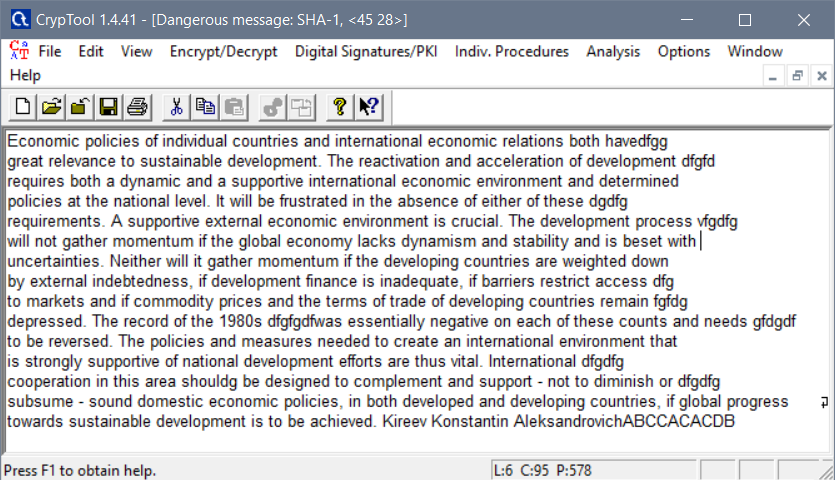 CrypTool 1.4.41 - [Dangerous message: SHA-1, <45 28>]
File Edit View Encrypt/Decrypt Digital Signatures/PKI Indiv. Procedures Analysis Options Window
Help
Economic policies of individual countries and international economic relations both havedfgg
great relevance to sustainable development. The reactivation and acceleration of development dfgfd
requires both a dynamic and a supportive international economic environment and determined
policies at the national level. It will be frustrated in the absence of either of these dgdfg
requirements. A supportive external economic environment is crucial. The development process vfgdfg
will not gather momentum if the global economy lacks dynamism and stability and is beset with
uncertainties. Neither will it gather momentum if the developing countries are weighted down
by external indebtedness, if development finance is inadequate, if barriers restrict access dfg
to markets and if commodity prices and the terms of trade of developing countries remain fgfdg
depressed. The record of the 1980s dfgfgdfwas essentially negative on each of these counts and needs gfdgdf
to be reversed. The policies and measures needed to create an international environment that
is strongly supportive of national development efforts are thus vital. International dfgdfg
cooperation in this area shouldg be designed to complement and support - not to diminish or dfgdfg
subsume - sound domestic economic policies, in both developed and developing countries, if global progress
towards sustainable development is to be achieved. Kireev Konstantin AleksandrovichABCCACACDB
Press F1 to obtain help. L:6 C:95 P:578